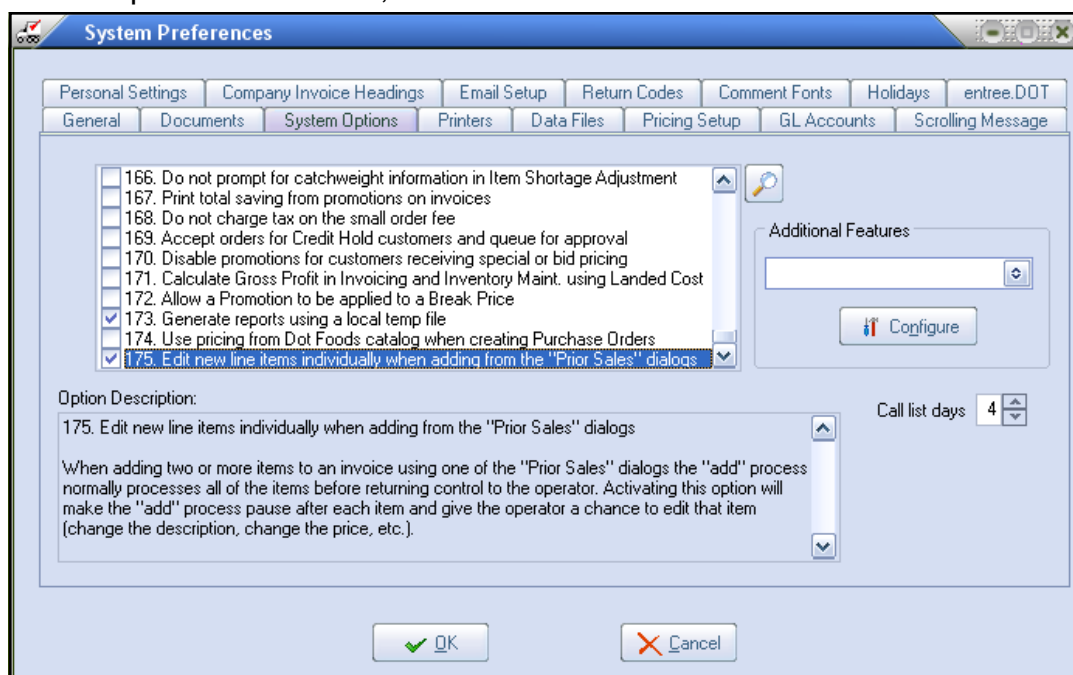 System Preferences
Personal Settings Company Invoice Headings Email Setup Return Codes Comment Fonts Holidays entree.DOT
General Documents System Options Printers Data Files Pricing Setup GL Accounts Scrolling Message
166. Do not prompt for catchweight information in Item Shortage Adjustment
167. Print total saving from promotions on invoices
168. Do not charge tax on the small order fee
169. Accept orders for Credit Hold customers and queue for approval
170. Disable promotions for customers receiving special or bid pricing
171. Calculate Gross Profit in Invoicing and Inventory Maint. using Landed Cost
172. Allow a Promotion to be applied to a Break Price
173. Generate reports using a local temp file
174. Use pricing from Dot Foods catalog when creating Purchase Orders
175. Edit new line items individually when adding from the "Prior Sales" dialogs
Additional Features
Configure
Call list days 4
Option Description:
175. Edit new line items individually when adding from the "Prior Sales" dialogs
When adding two or more items to an invoice using one of the "Prior Sales" dialogs the "add" process
normally processes all of the items before returning control to the operator. Activating this option will
make the "add" process pause after each item and give the operator a chance to edit that item
(change the description, change the price, etc.).
OK Cancel